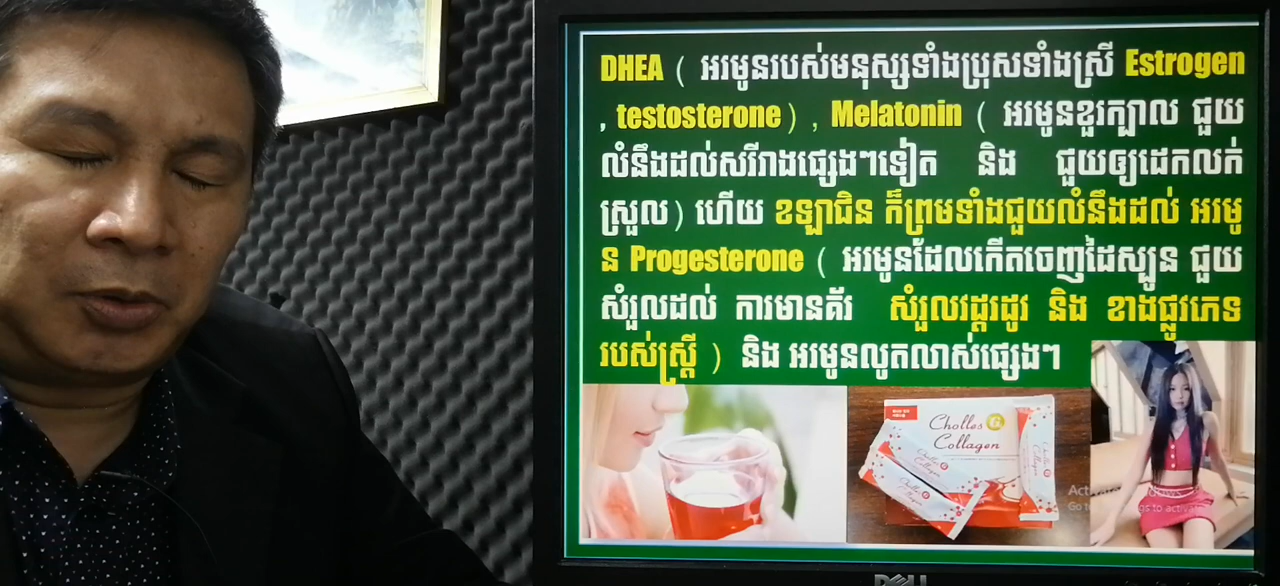 DHEA ( អរមូនរបស់មនុស្សទាំងប្រុសទាំងស្រី Estrogen
, testosterone ) , Melatonin ( អរមូនខួរក្បាល ជួយ
លំនឹងដល់សរីរាងផ្សេងៗទៀត និង ជួយឲ្យដេកលក់
ស្រួល ) ហើយ ខឡាជិន ក៏ព្រមទាំងជួយលំនឹងដល់ អរមូ
ន Progesterone ( អរមូនដែលកើតចេញដៃស្បូន ជួយ
សំរួលដល់ ការមានគ័រ សំរួលរដ្តរដូវ និង ខាងផ្លូវភេទ
របស់ស្ត្រី ) និង អរមូនលូតលាស់ផ្សេងៗ
Cholles
Collagen
DELL